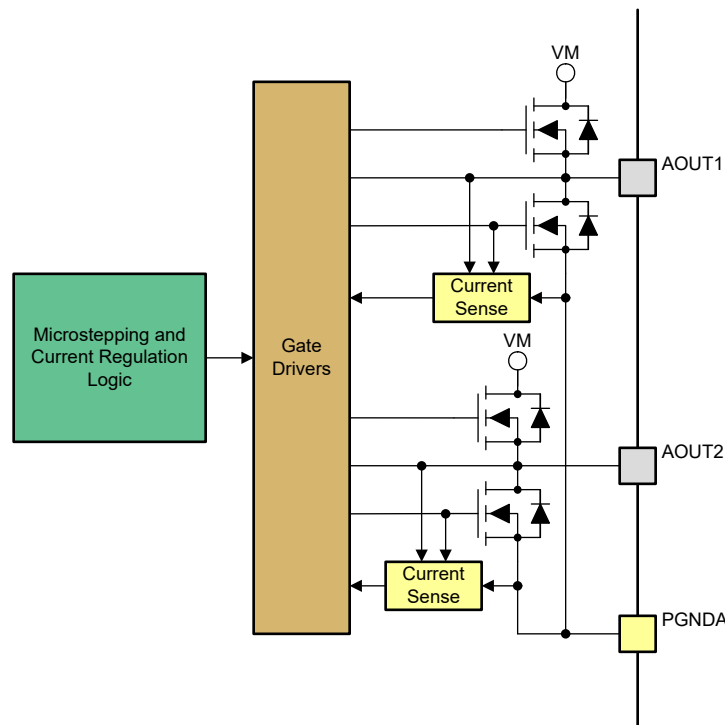 VM
AOUT1
Current
Sense
Microstepping and
Current Regulation
Logic
Gate
Drivers
VM
AOUT2
Current
Sense
PGNDA